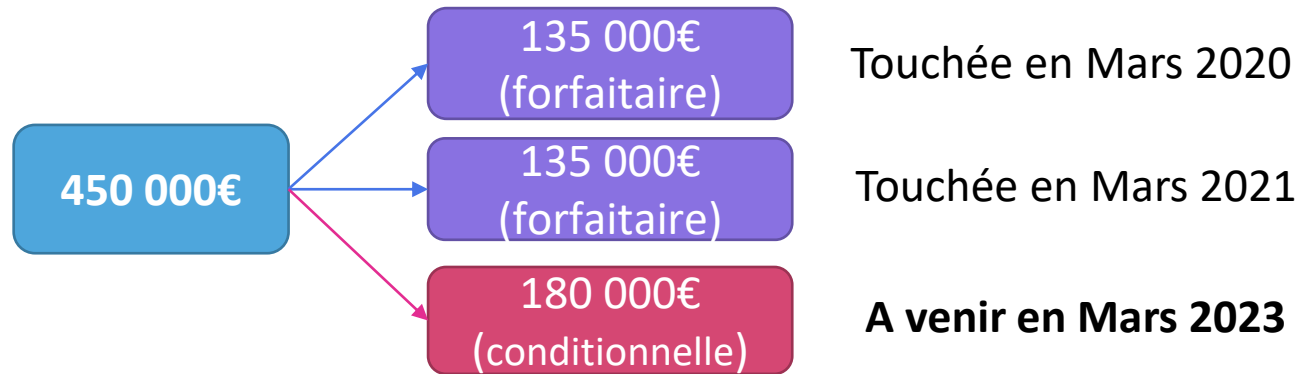 135 000€
(forfaitaire)
Touchée en Mars 2020
450 000€
135 000€
(forfaitaire)
Touchée en Mars 2021
180 000€
(conditionnelle)
A venir en Mars 2023